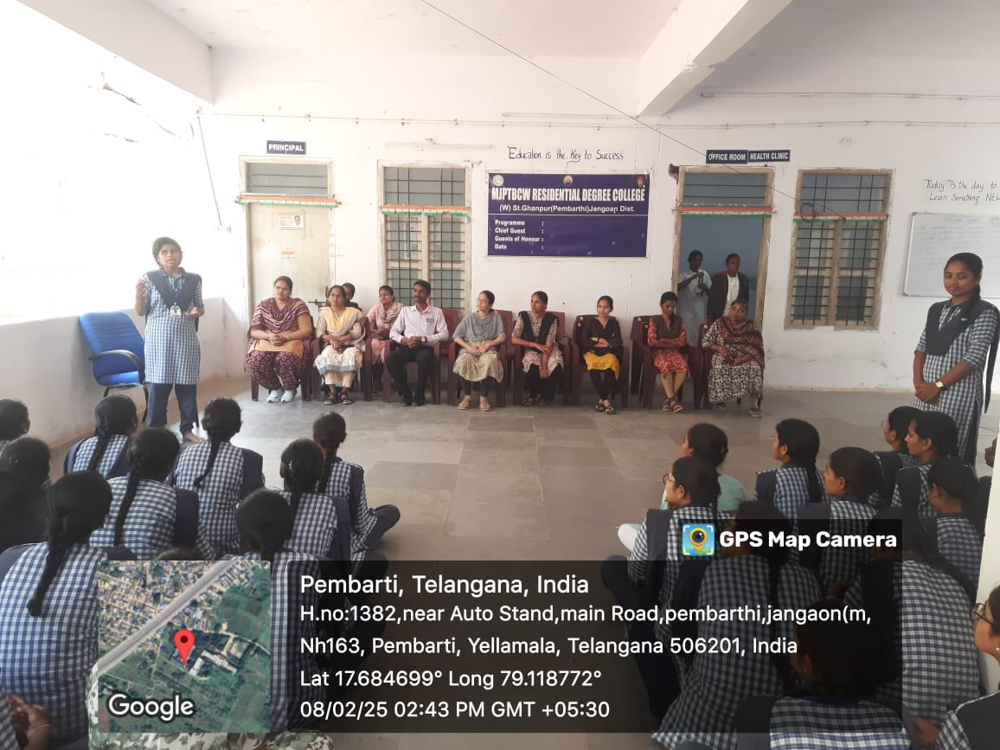 PRINCIPAL
"Education is the Key to Success"
OFFICE ROOM
HEALTH CLINIC
MJPTBCW RESIDENTIAL DEGREE COLLEGE
(W) St.Ghanpur(Pembarthi)Jangoan Dist.
Programme :
Chief Guest :
Guests of Honour :
Date :
"Today Is the day to
Learn Something NEW
GPS Map Camera
Pembarti, Telangana, India
H.no:1382,near Auto Stand,main Road,pembarthi,jangaon(m,
Nh163, Pembarti, Yellamala, Telangana 506201, India
Lat 17.684699° Long 79.118772°
08/02/25 02:43 PM GMT +05:30
Google